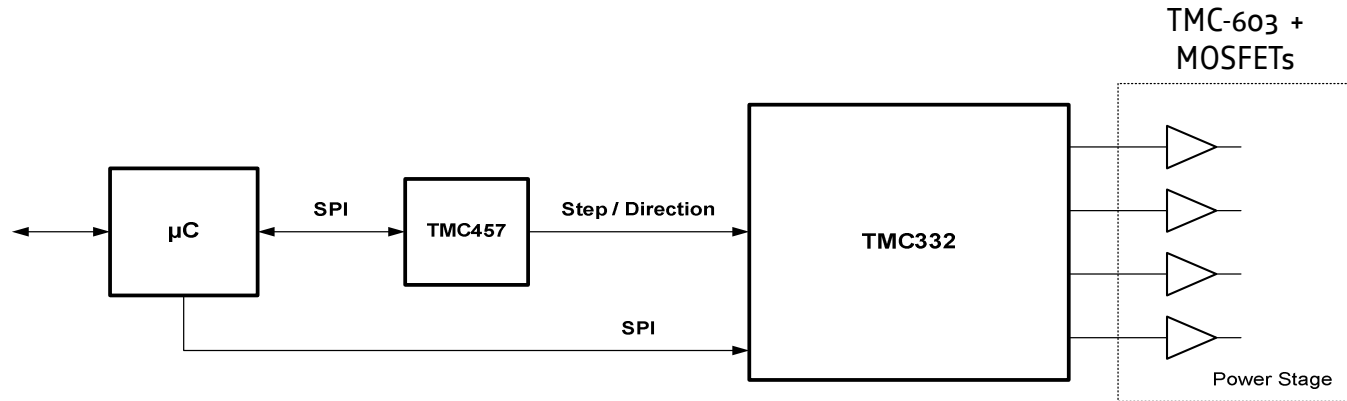 TMC-603 +
MOSFETs
µC
SPI
TMC457
Step / Direction
TMC332
SPI
Power Stage